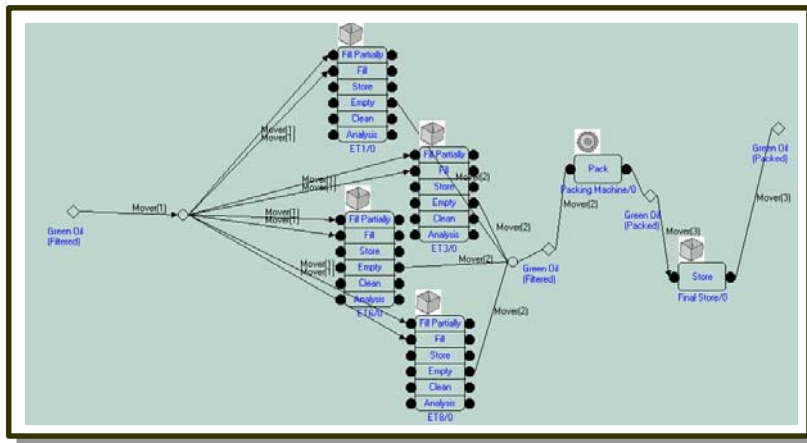 Fill Partially
Fill
Store
Empty
Clean
Analysis
ET1/0
Mover(1)
Mover(1)
Fill Partially
Fill
Store
Empty
Clean
Analysis
ET3/0
Mover(2)
Mover(1)
Mover(1)
Mover(2)
Green Oil
(Filtered)
Mover(1)
Mover(1)
Mover(1)
Mover(1)
Mover(1)
Fill Partially
Fill
Store
Empty
Clean
Analysis
ET6/0
Mover(2)
Mover(2)
Fill Partially
Fill
Store
Empty
Clean
Analysis
ET8/0
Green Oil
(Filtered)
Mover(2)
Pack
Packing Machine/0
Green Oil
(Packed)
Mover(3)
Store
Final Store/0
Mover(3)
Green Oil
(Packed)